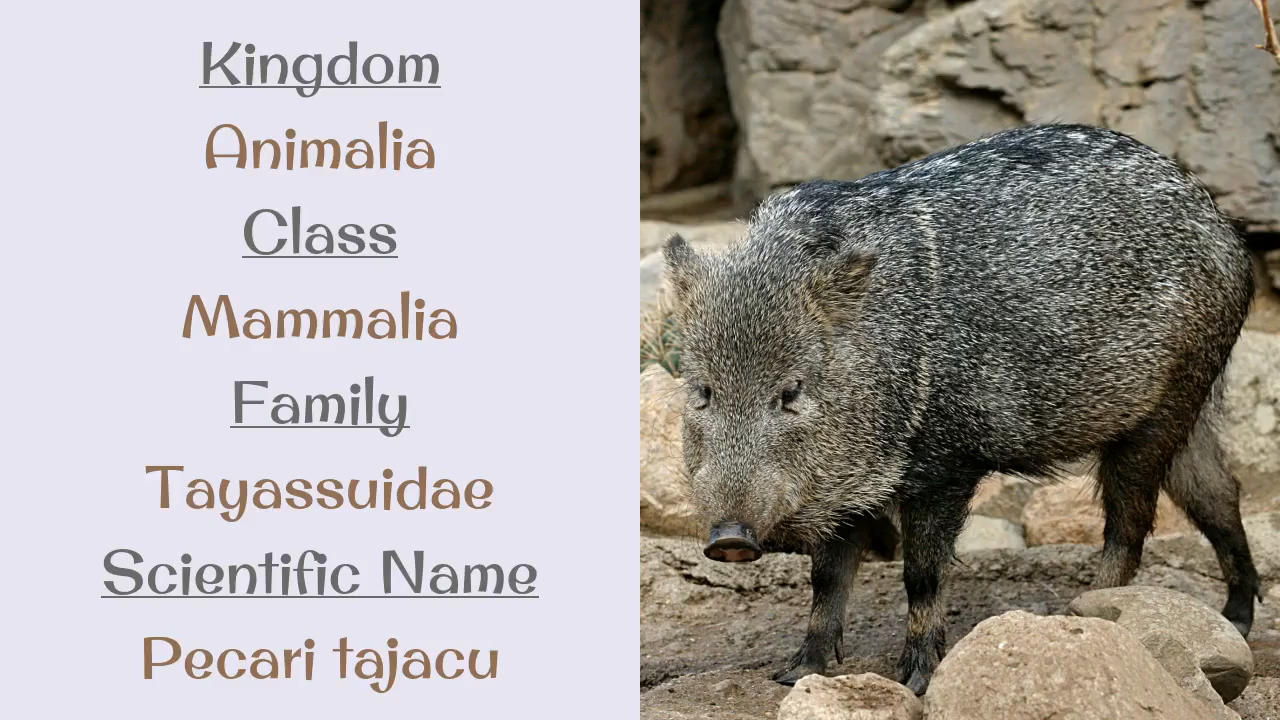 Kingdom
Animalia
Class
Mammalia
Family
Tayassuidae
Scientific Name
Pecari tajacu